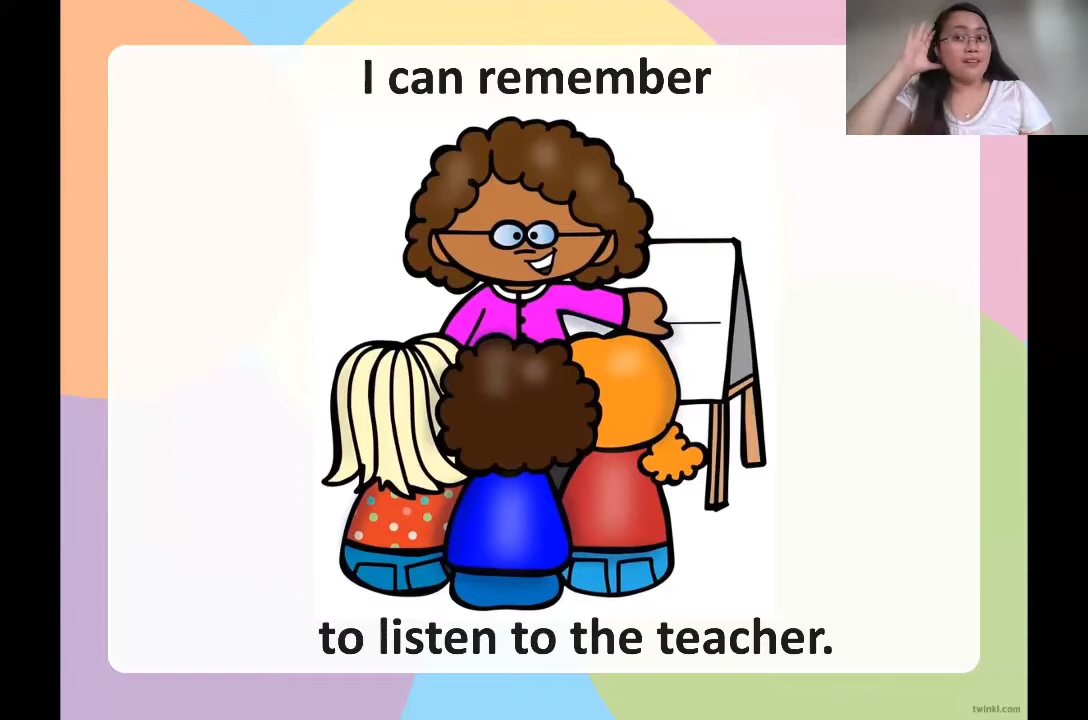 I can remember
to listen to the teacher.
twinkl.com